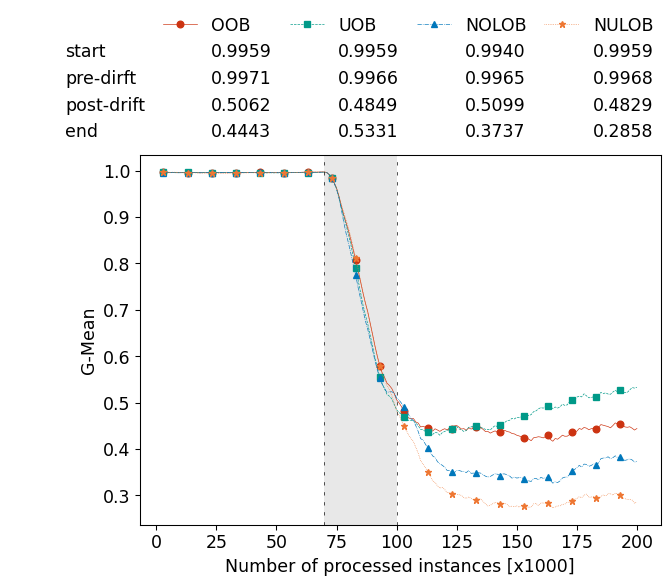 OOB UOB NOLOB NULOB
start 0.9959 0.9959 0.9940 0.9959
pre-dirft 0.9971 0.9966 0.9965 0.9968
post-drift 0.5062 0.4849 0.5099 0.4829
end 0.4443 0.5331 0.3737 0.2858
1.0
0.9
0.8
0.7
0.6
0.5
0.4
0.3
G-Mean
0 25 50 75 100 125 150 175 200
Number of processed instances [x1000]